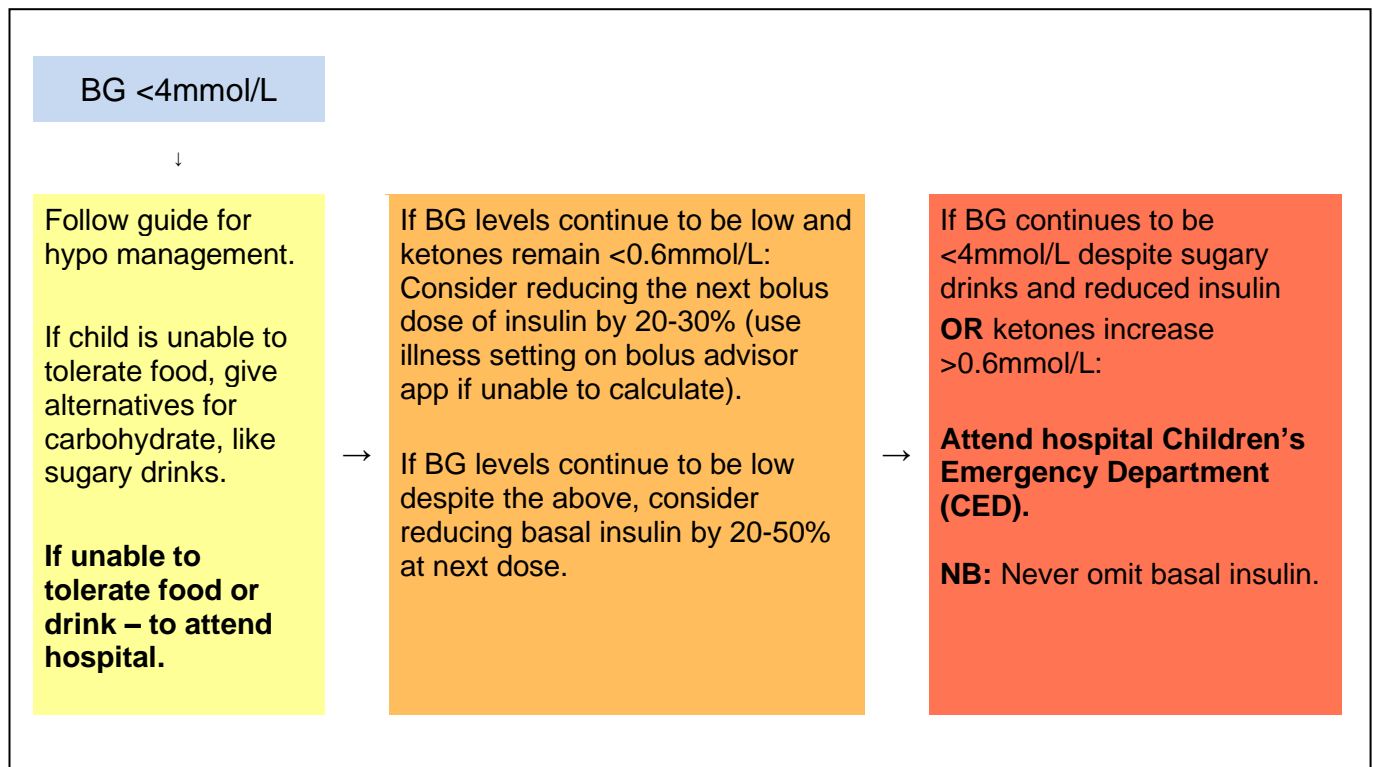 BG <4mmol/L
↓
Follow guide for
hypo management.
If child is unable to
tolerate food, give
alternatives for
carbohydrate, like
sugary drinks.
If unable to
tolerate food or
drink – to attend
hospital.
→
If BG levels continue to be low and
ketones remain <0.6mmol/L:
Consider reducing the next bolus
dose of insulin by 20-30% (use
illness setting on bolus advisor
app if unable to calculate).
If BG levels continue to be low
despite the above, consider
reducing basal insulin by 20-50%
at next dose.
→
If BG continues to be
<4mmol/L despite sugary
drinks and reduced insulin
OR ketones increase
>0.6mmol/L:
Attend hospital Children’s
Emergency Department
(CED).
NB: Never omit basal insulin.